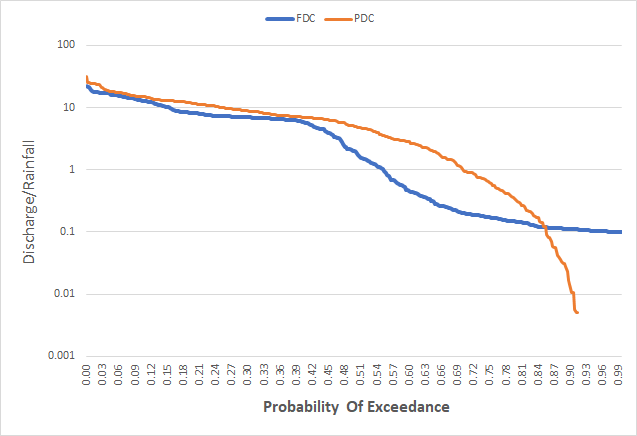 FDC PDC
100
10
1
0.1
0.01
0.001
Discharge/Rainfall
0.00 0.03 0.06 0.09 0.12 0.15 0.18 0.21 0.24 0.27 0.30 0.33 0.36 0.39 0.42 0.45 0.48 0.51 0.54 0.57 0.60 0.63 0.66 0.69 0.72 0.75 0.78 0.81 0.84 0.87 0.90 0.93 0.96 0.99
Probability Of Exceedance